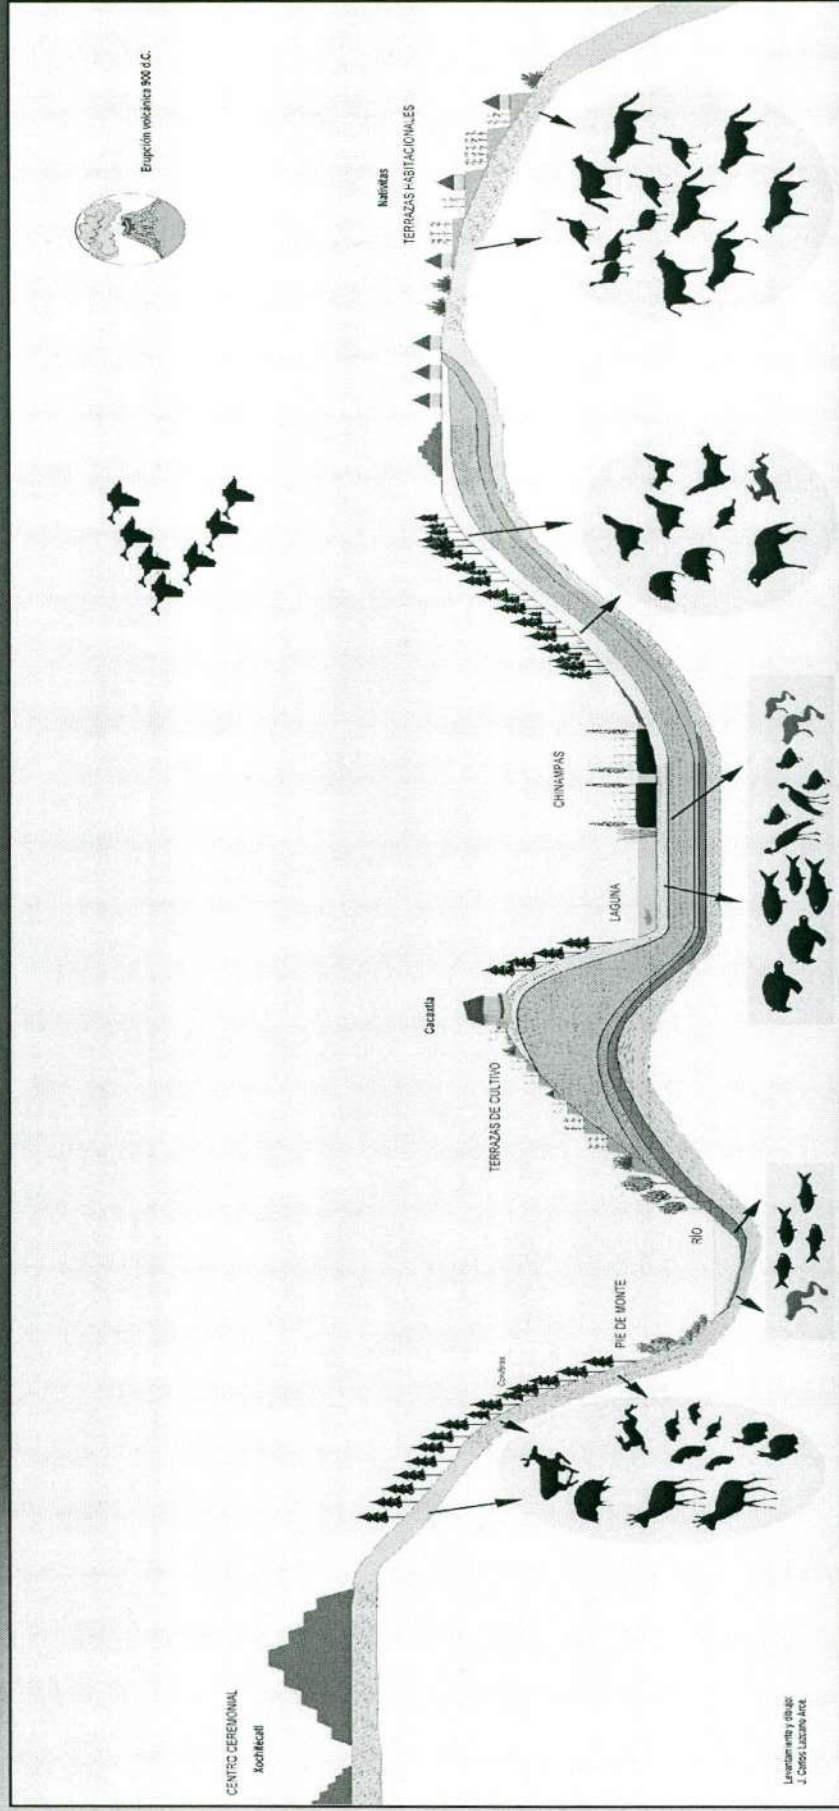 CENTRO CEREMONIAL
Xochitécatl
Coníferas
PIE DE MONTE
RÍO
TERRAZAS DE CULTIVO
Cacaxtla
LAGUNA
CHINAMPAS
Nativitas
TERRAZAS HABITACIONALES
Erupción volcánica 900 d.C.
Levantamiento y dibujo:
J. Carlos Lazcano Arce.